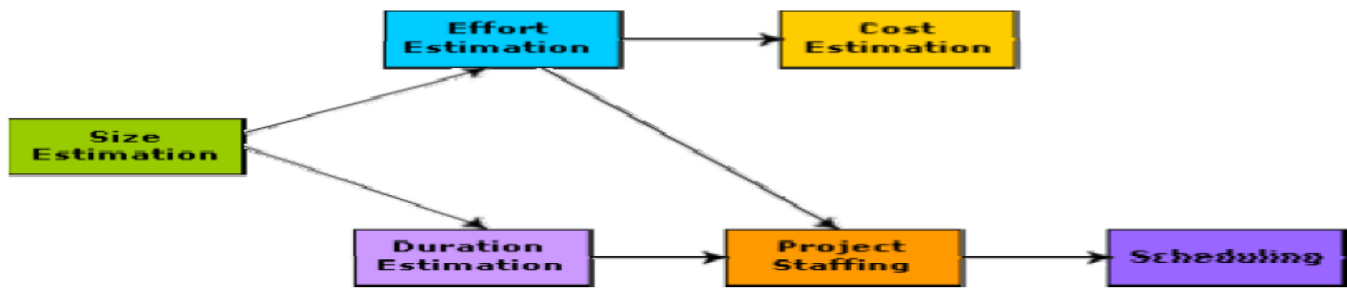 Effort
Estimation
Cost
Estimation
Size
Estimation
Duration
Estimation
Project
Staffing
Scheduling